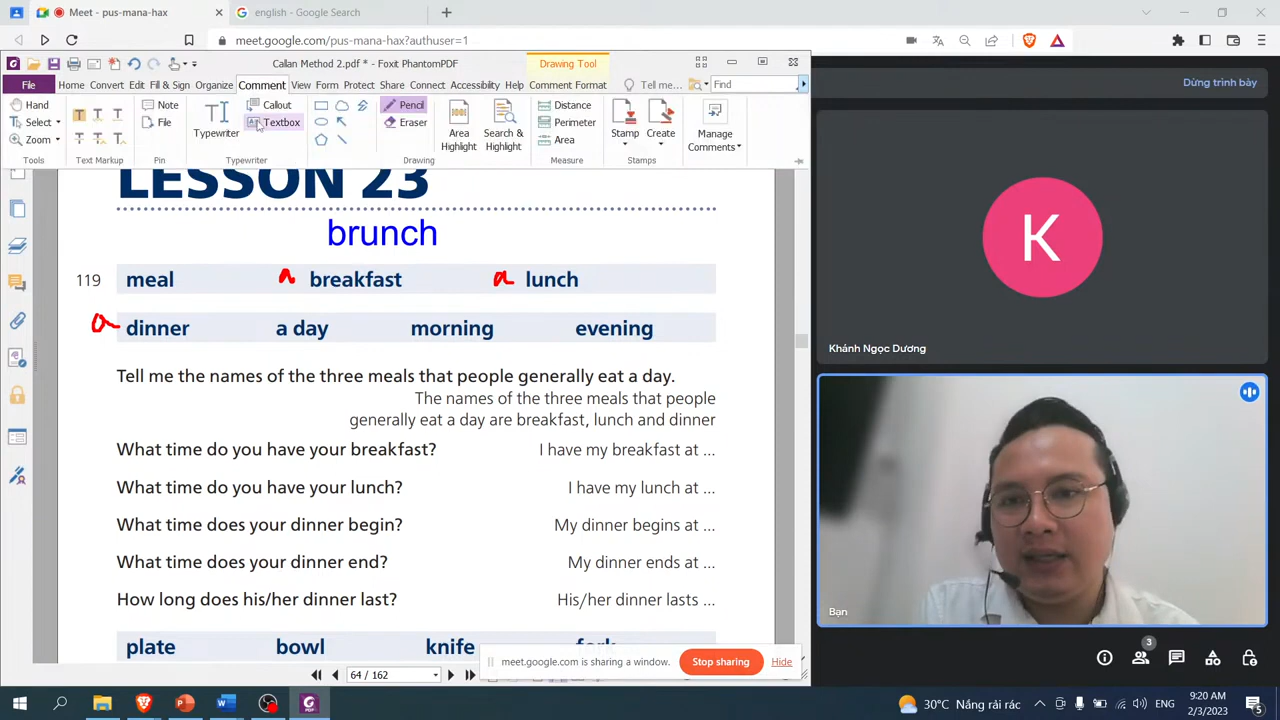 Meet - pus-mana-hax
english - Google Search
meet.google.com/pus-mana-hax?authuser=1
Callan Method 2.pdf * - Foxit PhantomPDF
Drawing Tool
File Home Convert Edit Fill & Sign Organize Comment View Form Protect Share Connect Accessibility Help Comment Format Tell me... Find
Hand
Select
Zoom
Tools
Text Markup
Note
File
Pin
Typewriter
Callout
Textbox
Typewriter
Pencil
Eraser
Drawing
Area Highlight
Search & Highlight
Distance
Perimeter
Area
Measure
Stamp
Create
Stamps
Manage Comments
LESSON 23
brunch
119 meal a breakfast a lunch
a dinner a day morning evening
Tell me the names of the three meals that people generally eat a day.
The names of the three meals that people
generally eat a day are breakfast, lunch and dinner
What time do you have your breakfast? I have my breakfast at ...
What time do you have your lunch? I have my lunch at ...
What time does your dinner begin? My dinner begins at ...
What time does your dinner end? My dinner ends at ...
How long does his/her dinner last? His/her dinner lasts ...
plate bowl knife fork
meet.google.com is sharing a window. Stop sharing Hide
64 / 162
Dừng trình bày
K
Khánh Ngọc Dương
Bạn
3
30°C Nắng rải rác
ENG
9:20 AM
2/3/2023
5